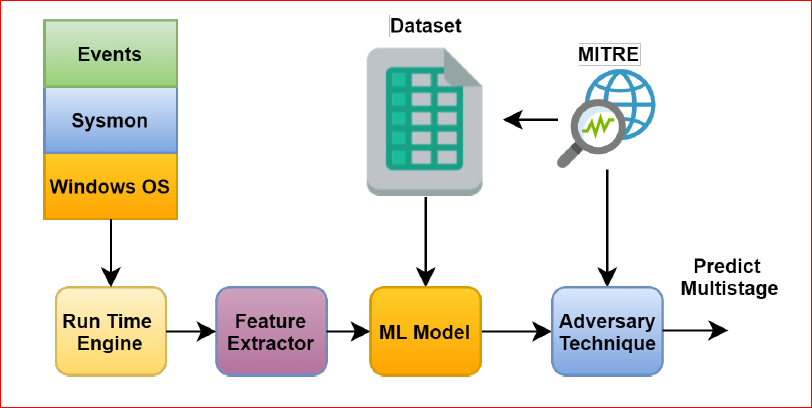 Events
Sysmon
Windows OS
Dataset
MITRE
Run Time
Engine
Feature
Extractor
ML Model
Adversary
Technique
Predict
Multistage